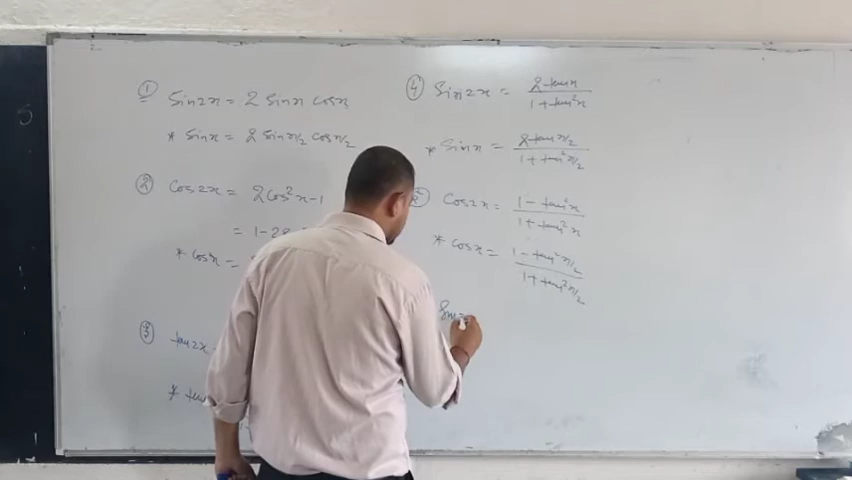 ① Sin2x = 2 Sinx Cosx
* Sinx = 2 Sinx/2 Cosx/2
② Cos2x = 2Cos²x-1
= 1-2
* Cosx =
③ tan2x
* tan
④ Sin2x = 2tanx / 1+tan²x
* Sinx = 2tanx/2 / 1+tan²x/2
Cos2x = 1-tan²x / 1+tan²x
* Cosx = 1-tan²x/2 / 1+tan²x/2